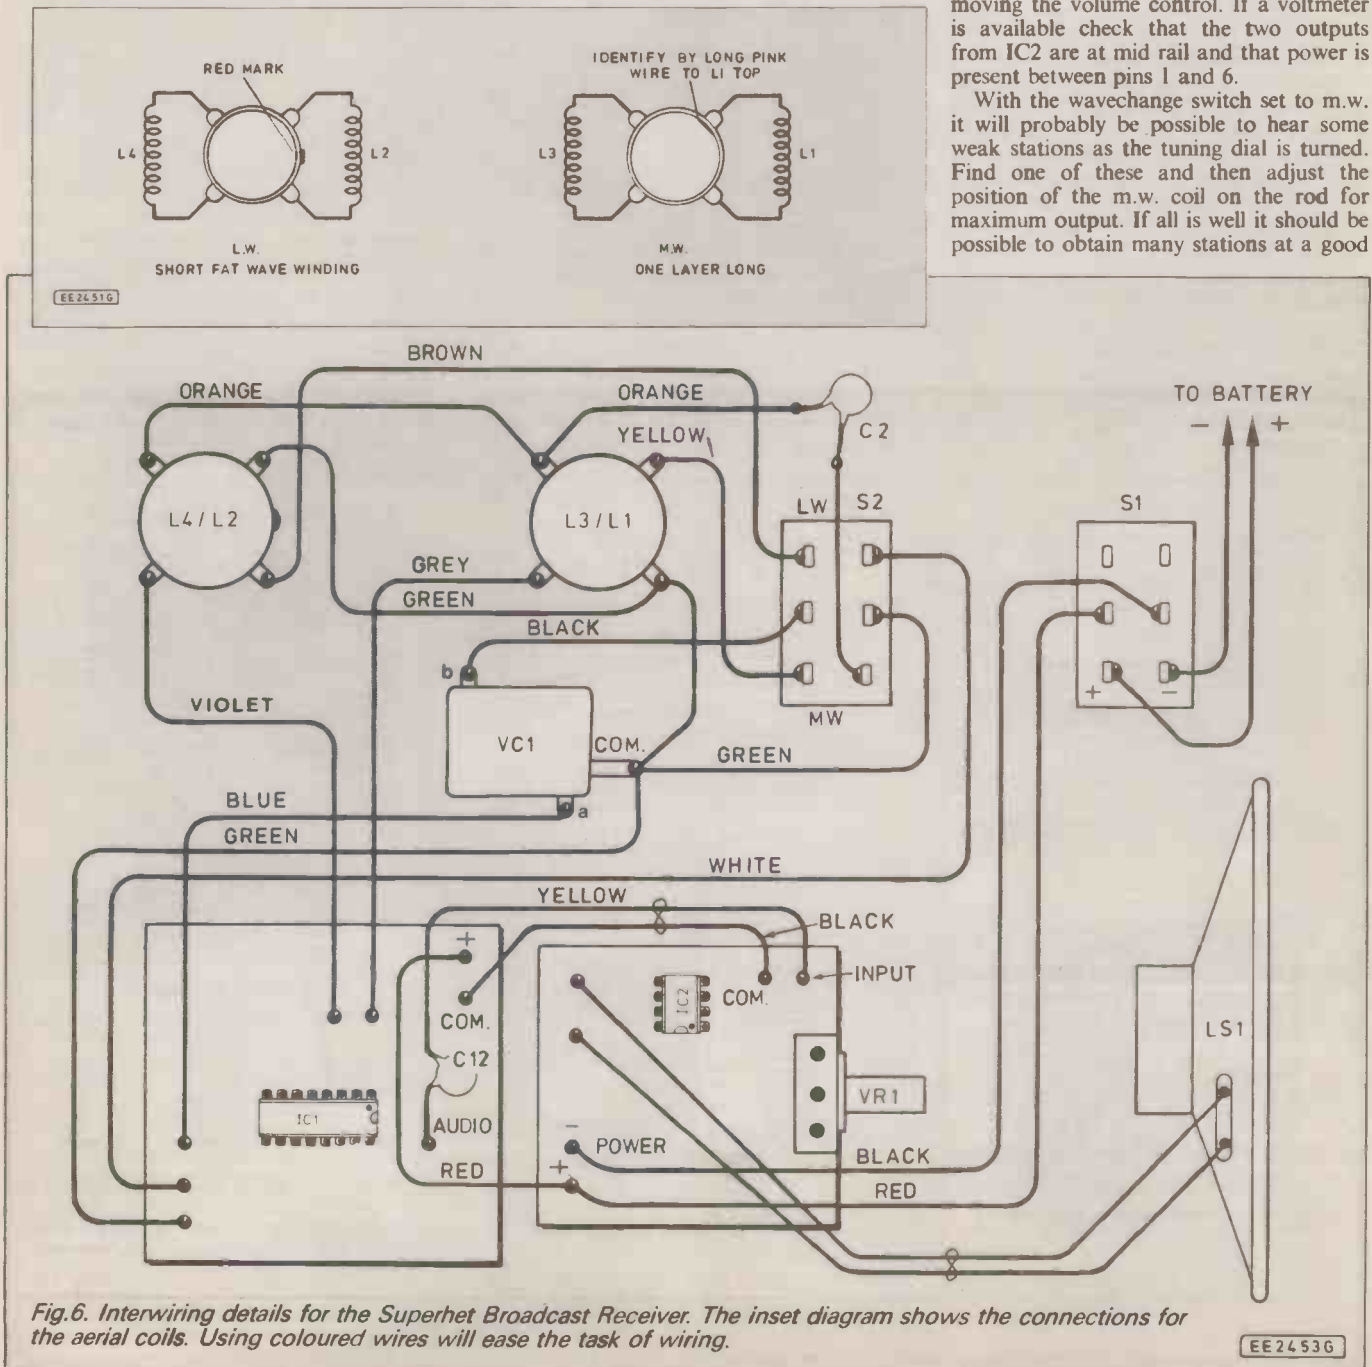 moving the volume control. If a voltmeter
is available check that the two outputs
from IC2 are at mid rail and that power is
present between pins 1 and 6.
With the wavechange switch set to m.w.
it will probably be possible to hear some
weak stations as the tuning dial is turned.
Find one of these and then adjust the
position of the m.w. coil on the rod for
maximum output. If all is well it should be
possible to obtain many stations at a good
RED MARK
L4
L2
L.W.
SHORT FAT WAVE WINDING
IDENTIFY BY LONG PINK
WIRE TO L1 TOP
L3
L1
M.W.
ONE LAYER LONG
EE2451G
BROWN
ORANGE
ORANGE
YELLOW
C2
TO BATTERY
- +
L4/L2
L3/L1
LW S2
S1
GREY
GREEN
BLACK
b
VIOLET
VC1
COM.
MW
+ -
GREEN
BLUE
a
GREEN
WHITE
YELLOW
BLACK
+
COM.
C12
IC1
AUDIO
RED
IC2
COM.
INPUT
VR1
LS1
-
POWER
+
BLACK
RED
Fig.6. Interwiring details for the Superhet Broadcast Receiver. The inset diagram shows the connections for
the aerial coils. Using coloured wires will ease the task of wiring.
EE2453G